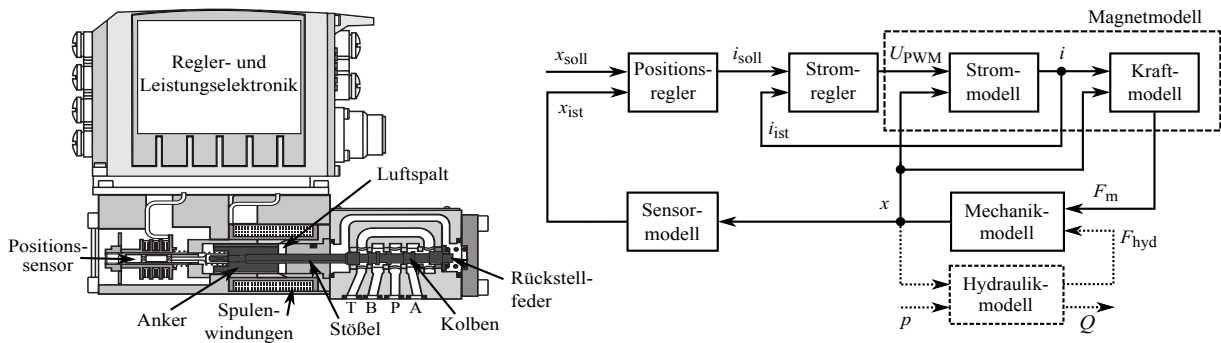 Regler- und
Leistungselektronik
Luftspalt
Positions-
sensor
Anker
Spulen-
windungen
Stößel
T B P A
Kolben
Rückstell-
feder
Magnetmodell
x_soll
x_ist
Positions-
regler
i_soll
Strom-
regler
i_ist
U_PWM
Strom-
modell
i
Kraft-
modell
Sensor-
modell
x
Mechanik-
modell
F_m
F_hyd
Hydraulik-
modell
p
Q